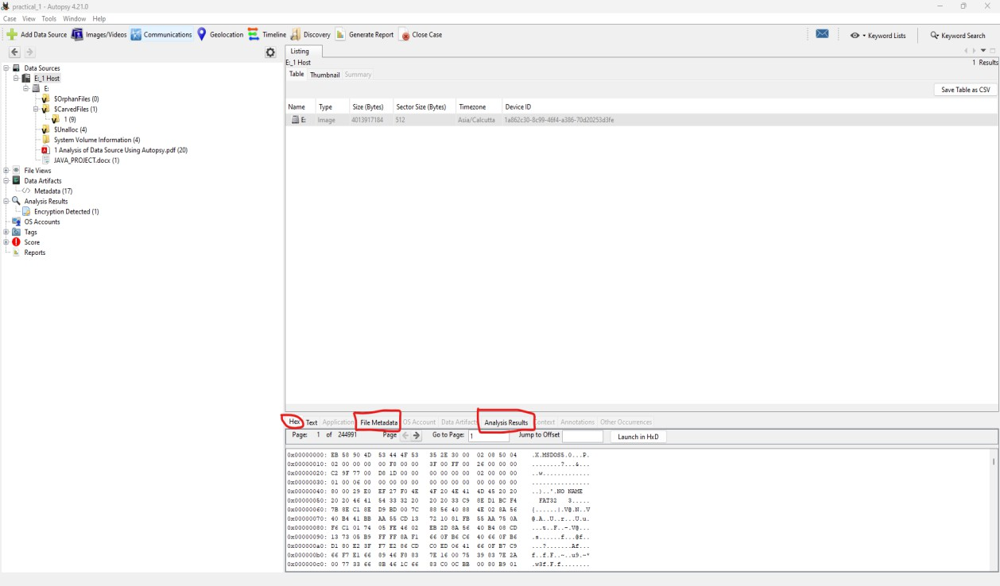 practical_1 - Autopsy 4.21.0
Case View Tools Window Help
Add Data Source Images/Videos Communications Geolocation Timeline Discovery Generate Report Close Case Keyword Lists Keyword Search
Listing
E:_1 Host
1 Results
Table Thumbnail Summary
Save Table as CSV
Name Type Size (Bytes) Sector Size (Bytes) Timezone Device ID
E: Image 4013917184 512 Asia/Calcutta 1a862c30-8c99-46f4-a386-70d20253d3fe
Data Sources
E:_1 Host
E:
$OrphanFiles (0)
$CarvedFiles (1)
1 (9)
$Unalloc (4)
System Volume Information (4)
1 Analysis of Data Source Using Autopsy.pdf (20)
JAVA_PROJECT.docx (1)
File Views
Data Artifacts
Metadata (17)
Analysis Results
Encryption Detected (1)
OS Accounts
Tags
Score
Reports
Hex Text Application File Metadata OS Account Data Artifacts Analysis Results Context Annotations Other Occurrences
Page: 1 of 244991 Page Go to Page: 1 Jump to Offset Launch in HxD
0x00000000: EB 58 90 4D 53 44 4F 53 35 2E 30 00 02 08 50 04 .X.MSDOS5.0...P.
0x00000010: 02 00 00 00 00 F8 00 00 3F 00 FF 00 26 00 00 00 ........?...&...
0x00000020: C2 9F 77 00 D8 1D 00 00 00 00 00 00 02 00 00 00 ..w.............
0x00000030: 01 00 06 00 00 00 00 00 00 00 00 00 00 00 00 00 ................
0x00000040: 80 00 29 E0 EF 27 F0 4E 4F 20 4E 41 4D 45 20 20 ..)..'.NO NAME
0x00000050: 20 20 46 41 54 33 32 20 20 20 33 C9 8E D1 BC F4 FAT32 3.....
0x00000060: 7B 8E C1 8E D9 BD 00 7C 88 56 40 88 4E 02 8A 56 {......|.V@.N..V
0x00000070: 40 B4 41 BB AA 55 CD 13 72 10 81 FB 55 AA 75 0A @.A..U..r...U.u.
0x00000080: F6 C1 01 74 05 FE 46 02 EB 2D 8A 56 40 B4 08 CD ...t..F..-.V@...
0x00000090: 13 73 05 B9 FF FF 8A F1 66 0F B6 C6 40 66 0F B6 .s......f...@f..
0x000000a0: D1 80 E2 3F F7 E2 86 CD C0 ED 06 41 66 0F B7 C9 ...?.......Af...
0x000000b0: 66 F7 E1 66 89 46 F8 83 7E 16 00 75 39 83 7E 2A f..f.F..~..u9.~*
0x000000c0: 00 77 33 66 8B 46 1C 66 83 C0 0C BB 00 80 B9 01 .w3f.F.f........